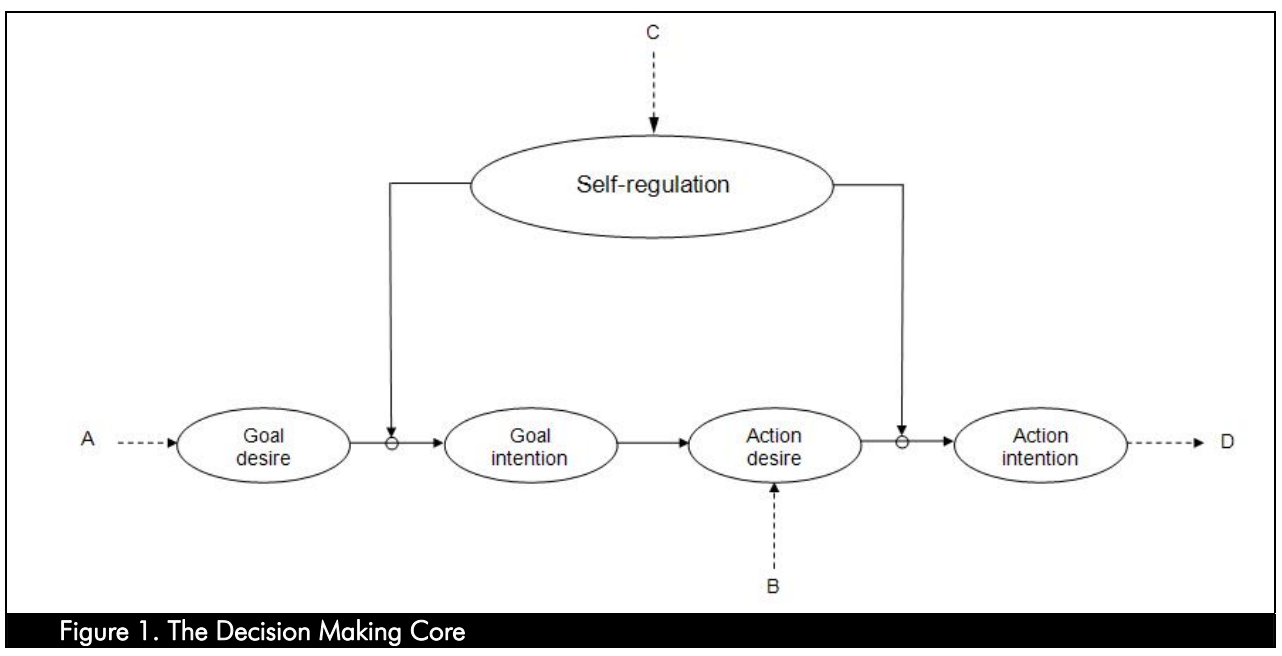 C
Self-regulation
A
Goal
desire
Goal
intention
Action
desire
Action
intention
D
B
Figure 1. The Decision Making Core